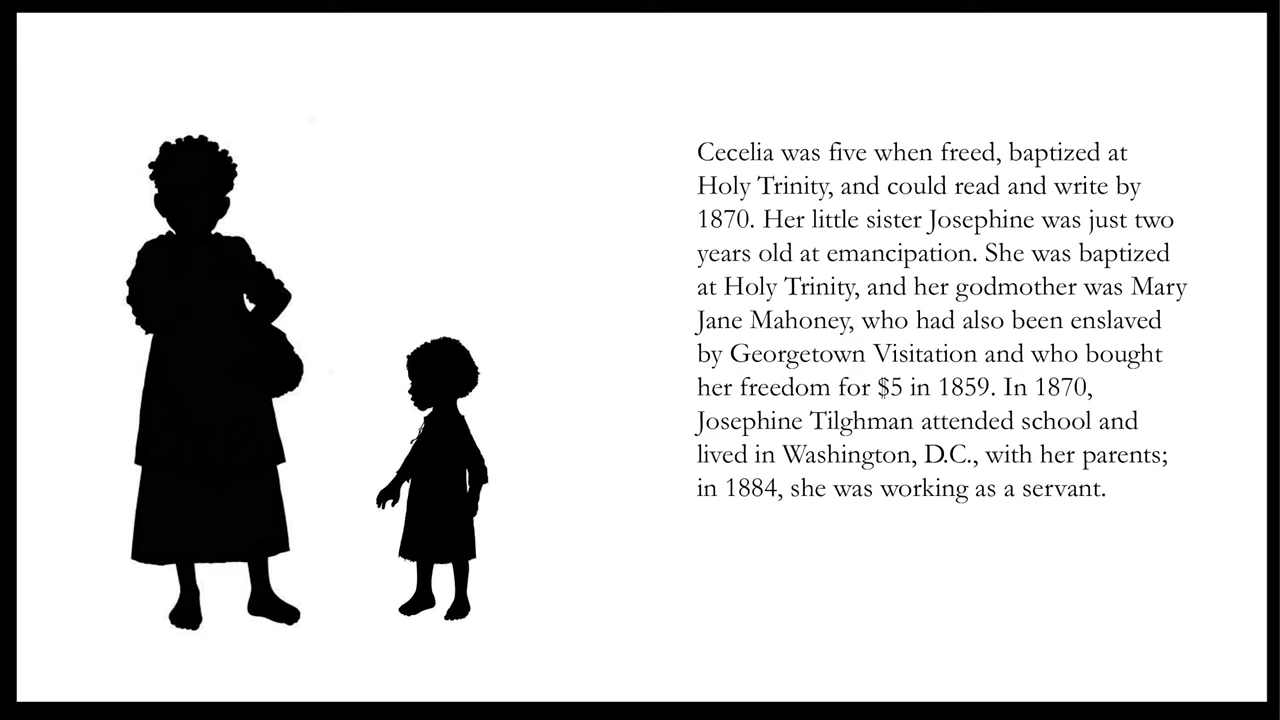 Cecelia was five when freed, baptized at
Holy Trinity, and could read and write by
1870. Her little sister Josephine was just two
years old at emancipation. She was baptized
at Holy Trinity, and her godmother was Mary
Jane Mahoney, who had also been enslaved
by Georgetown Visitation and who bought
her freedom for $5 in 1859. In 1870,
Josephine Tilghman attended school and
lived in Washington, D.C., with her parents;
in 1884, she was working as a servant.